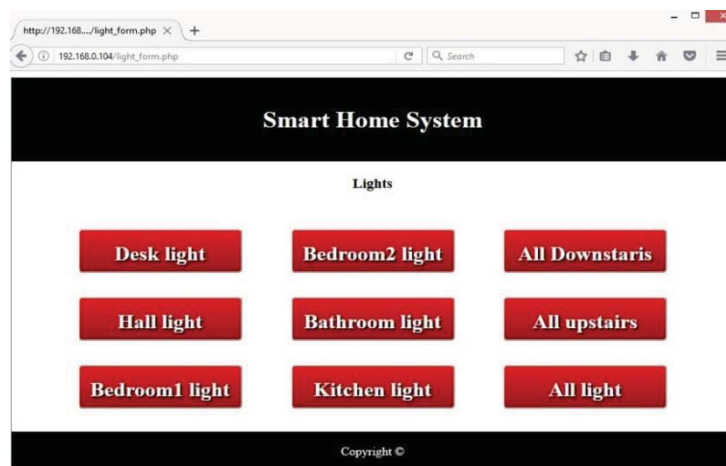 http://192.168..../light_form.php
192.168.0.104/light_form.php
Search
Smart Home System
Lights
Desk light
Bedroom2 light
All Downstaris
Hall light
Bathroom light
All upstairs
Bedroom1 light
Kitchen light
All light
Copyright ©